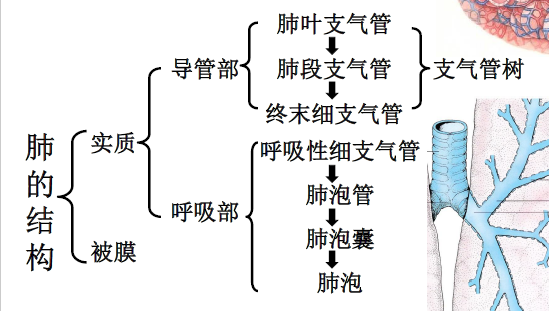 肺叶支气管
导管部
肺段支气管
支气管树
终末细支气管
肺的结构
实质
呼吸性细支气管
肺泡管
呼吸部
肺泡囊
被膜
肺泡